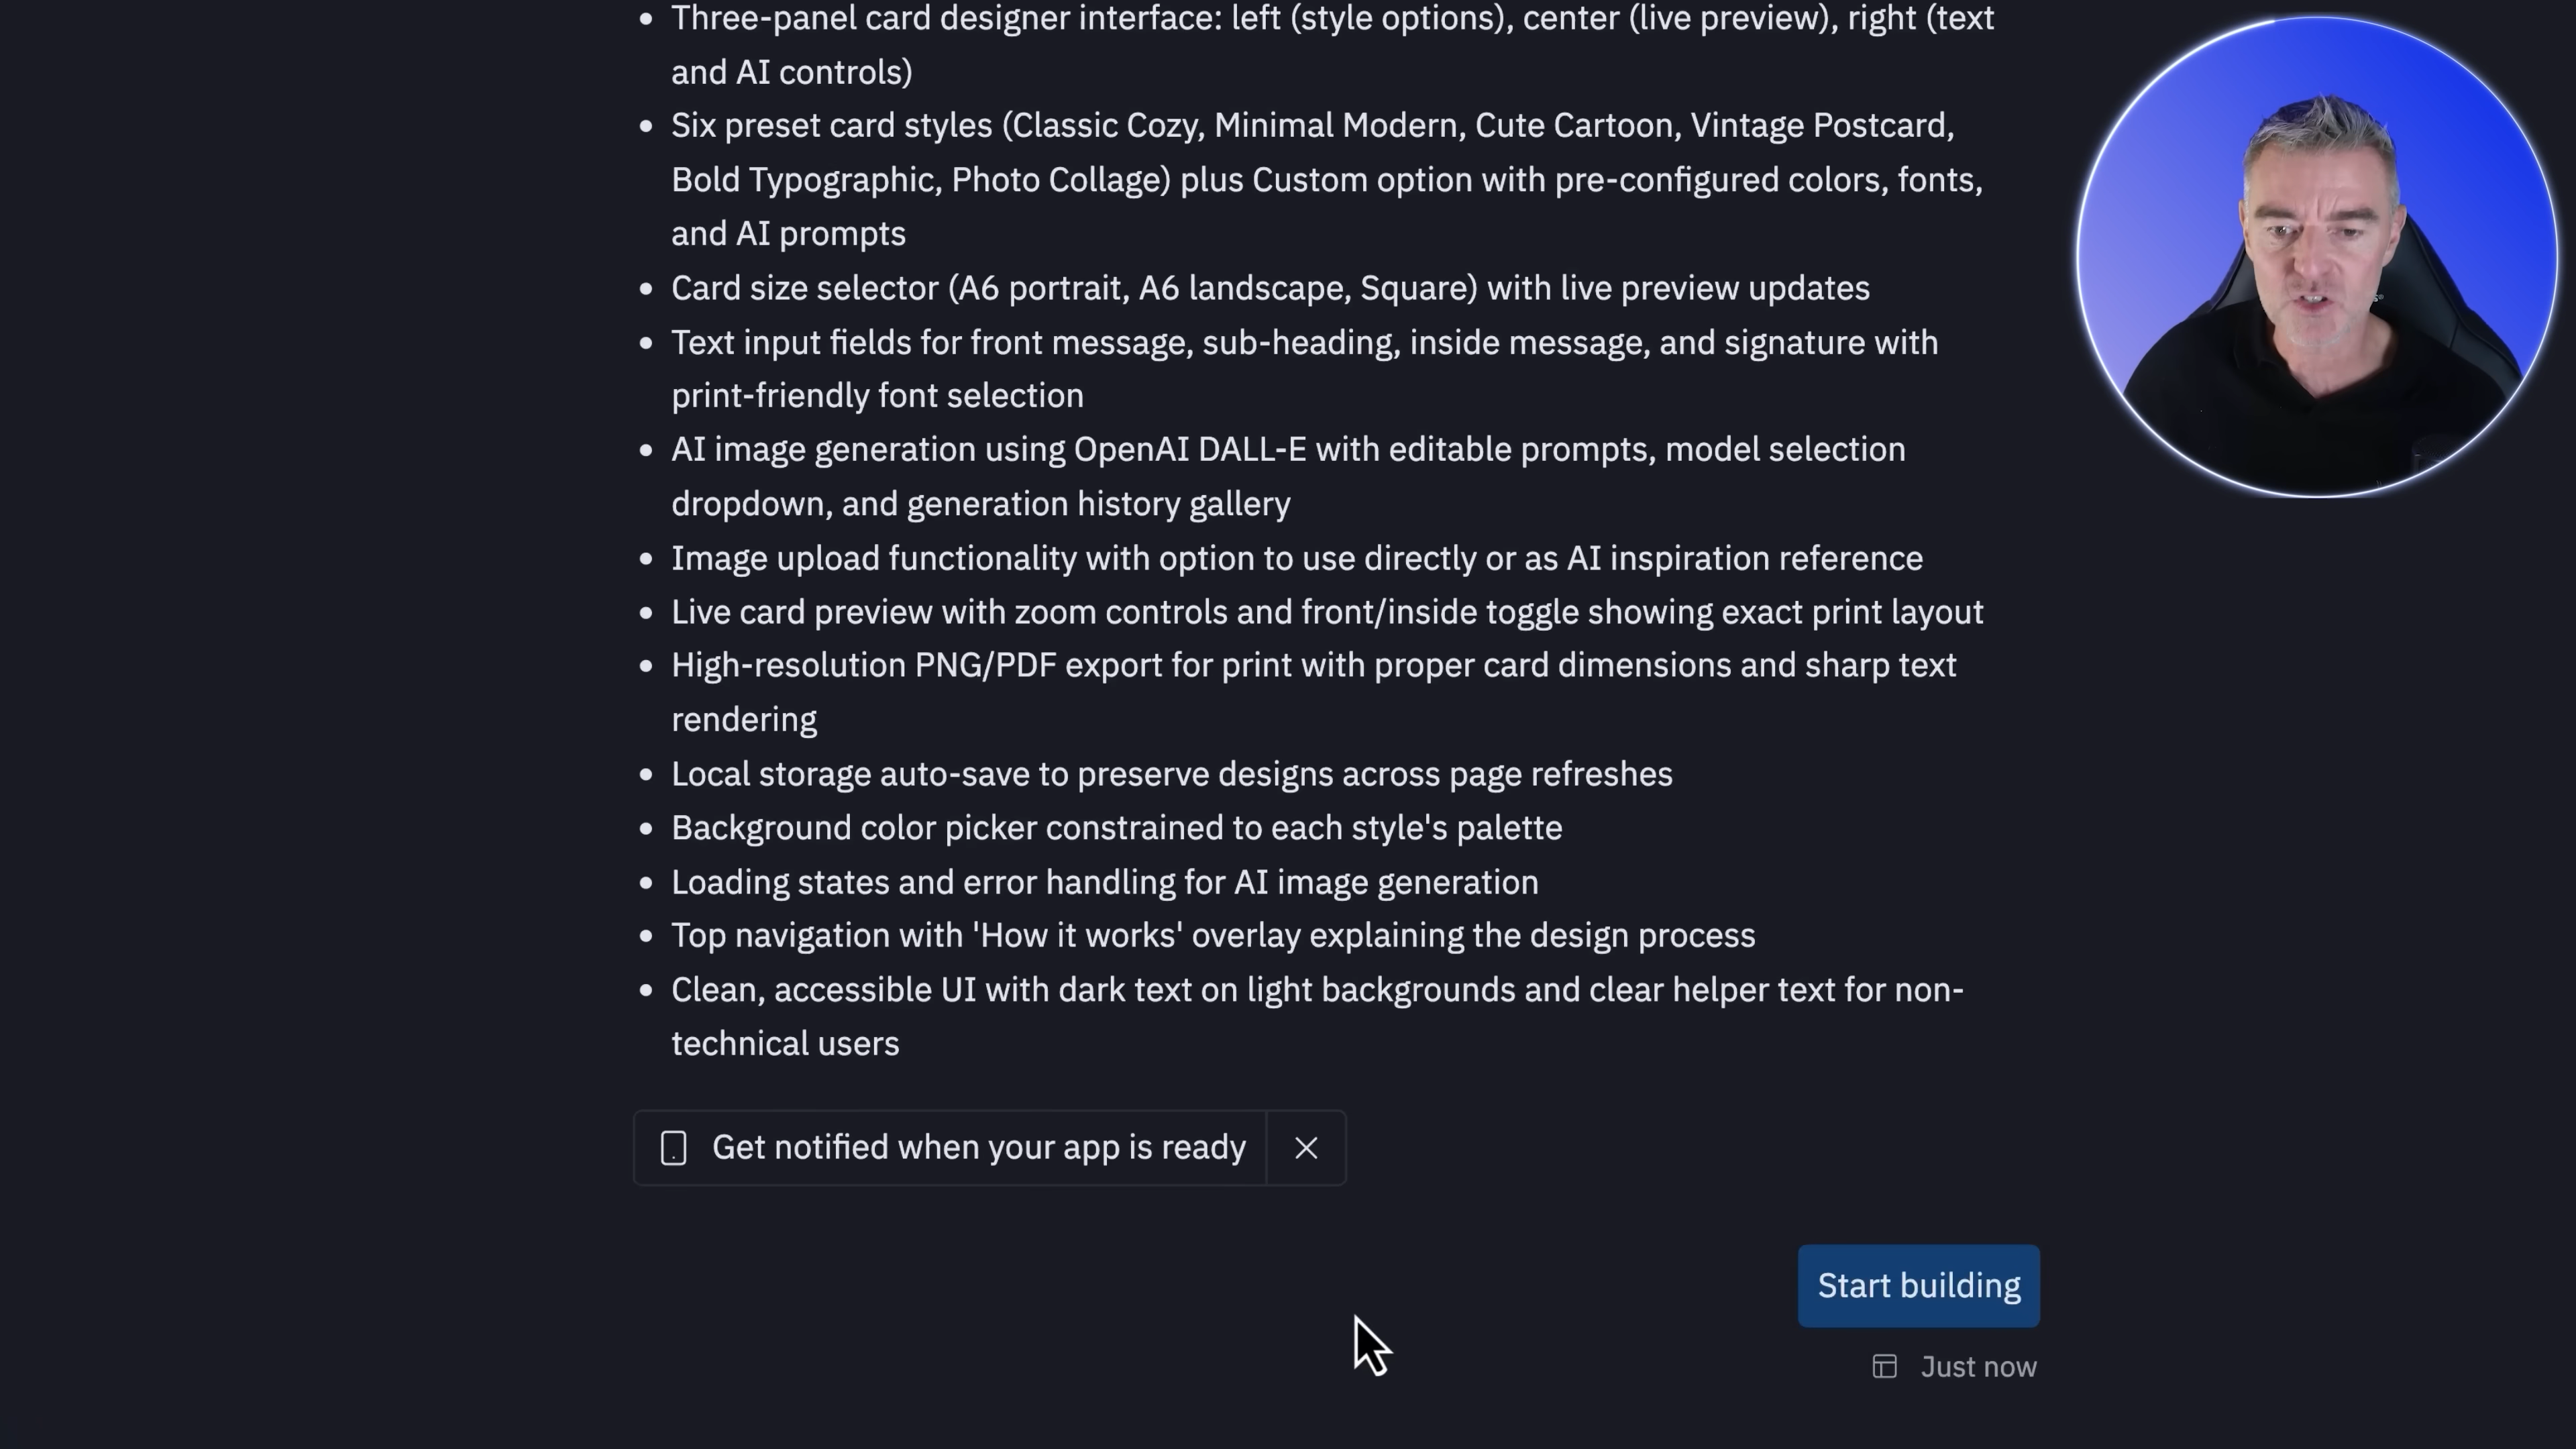 Three-panel card designer interface: left (style options), center (live preview), right (text
and AI controls)
Six preset card styles (Classic Cozy, Minimal Modern, Cute Cartoon, Vintage Postcard,
Bold Typographic, Photo Collage) plus Custom option with pre-configured colors, fonts,
and AI prompts
Card size selector (A6 portrait, A6 landscape, Square) with live preview updates
Text input fields for front message, sub-heading, inside message, and signature with
print-friendly font selection
AI image generation using OpenAI DALL-E with editable prompts, model selection
dropdown, and generation history gallery
Image upload functionality with option to use directly or as AI inspiration reference
Live card preview with zoom controls and front/inside toggle showing exact print layout
High-resolution PNG/PDF export for print with proper card dimensions and sharp text
rendering
Local storage auto-save to preserve designs across page refreshes
Background color picker constrained to each style's palette
Loading states and error handling for AI image generation
Top navigation with 'How it works' overlay explaining the design process
Clean, accessible UI with dark text on light backgrounds and clear helper text for non-
technical users
Get notified when your app is ready
Start building
Just now